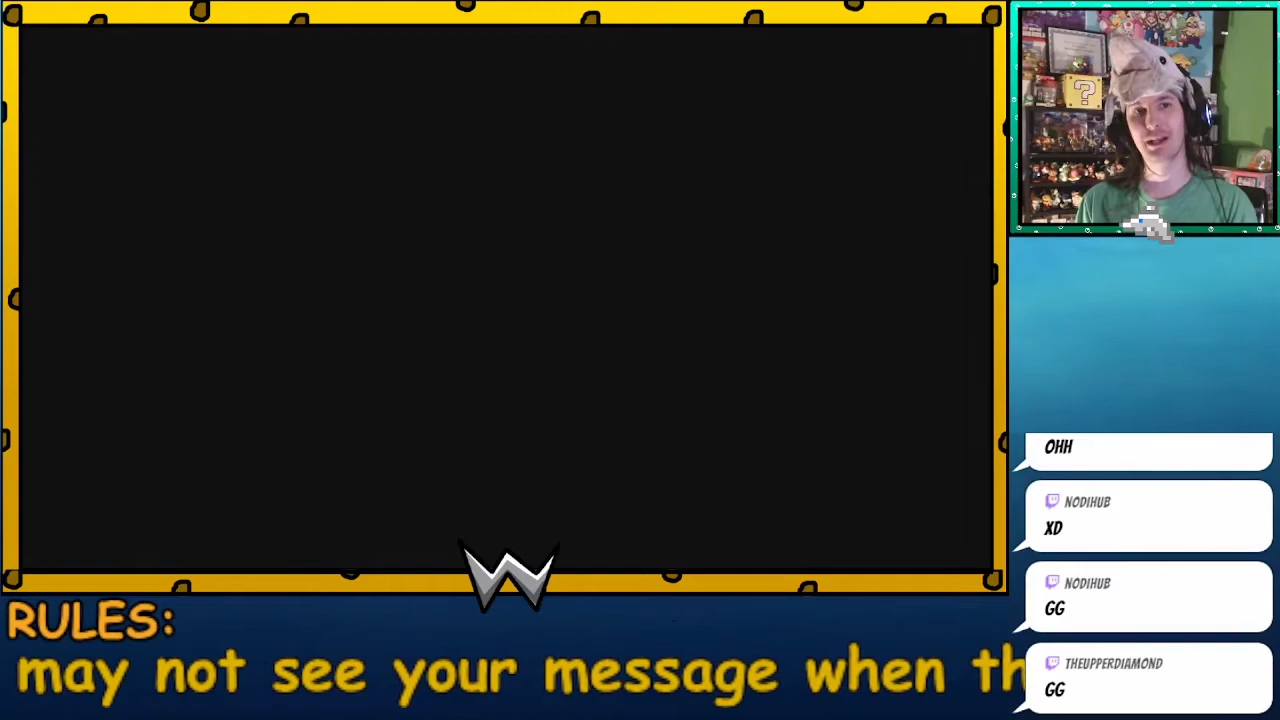 ?
OHH
NODIHUB
XD
NODIHUB
GG
THEUPPERDIAMOND
GG
W
RULES:
may not see your message when th